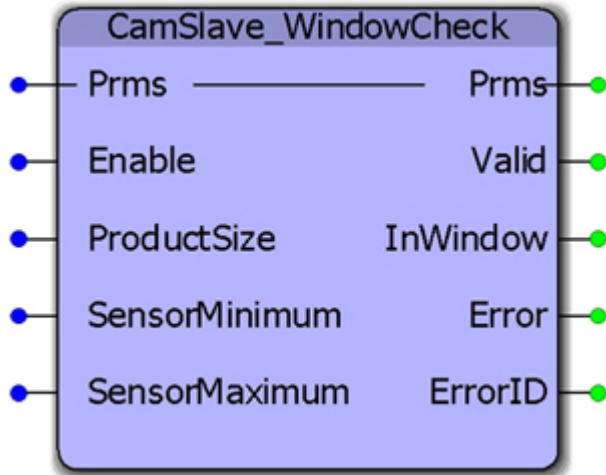 CamSlave_WindowCheck
Prms Prms
Enable Valid
ProductSize InWindow
SensorMinimum Error
SensorMaximum ErrorID